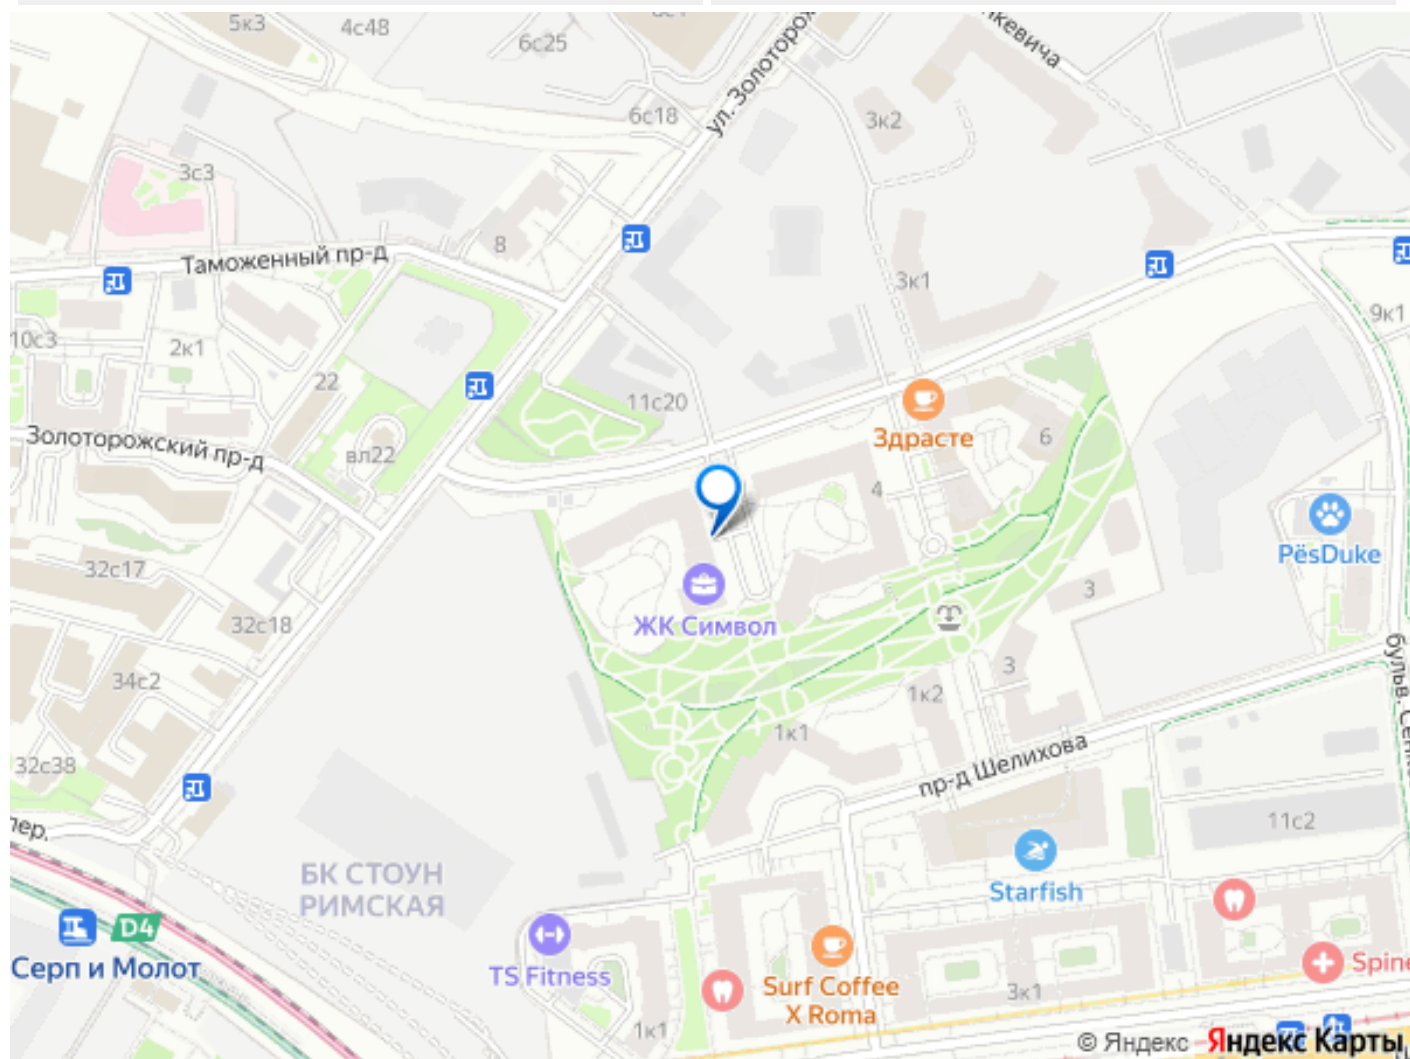 5к3
4с48
6с25
ул. Золоторож
кевича
6с18
3к2
3с3
8
Таможенный пр-д
3к1
9к1
10с3
2к1
22
11с20
Здрасте
6
Золоторожский пр-д
вл22
4
PёsDuke
32с17
3
32с18
ЖК Символ
3
34с2
1к2
1к1
бульв.
пр-д Шелихова
32с38
11с2
пер.
БК СТОУН
РИМСКАЯ
Starfish
D4
Серп и Молот
TS Fitness
Surf Coffee
X Roma
Spine
3к1
1к1
© Яндекс Яндекс Карты